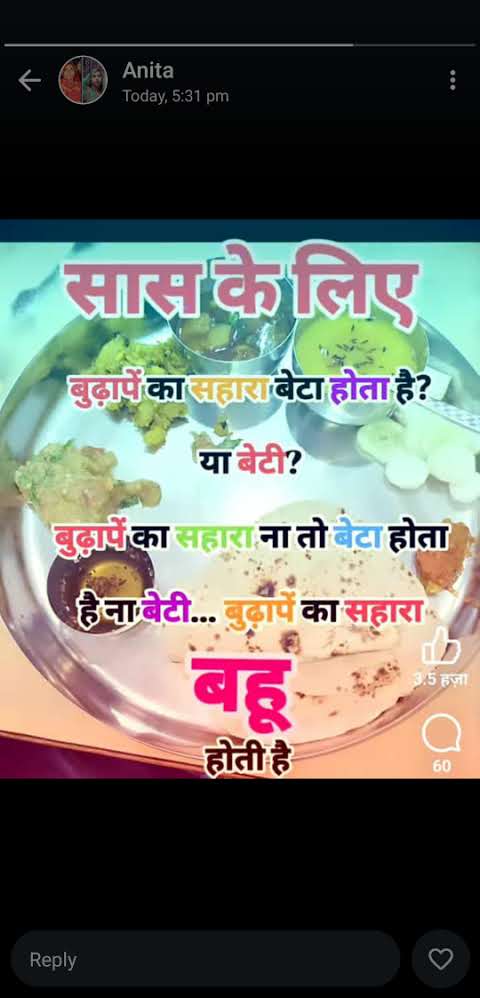 Anita
Today, 5:31 pm
सास के लिए
बुढ़ापें का सहारा बेटा होता है?
या बेटी?
बुढ़ापें का सहारा ना तो बेटा होता
है ना बेटी... बुढ़ापें का सहारा
बहू
होती है
3.5 हज़ा
60
Reply